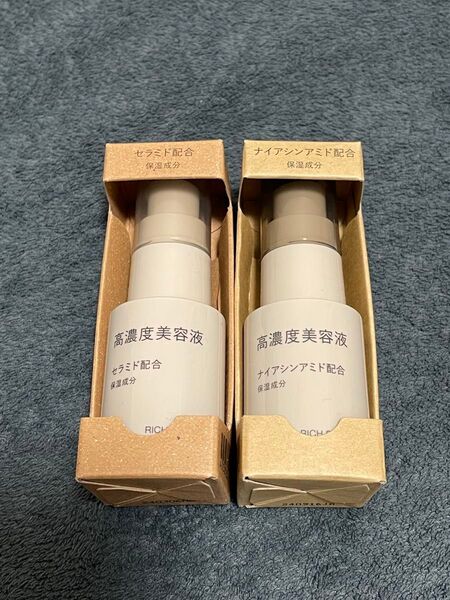 セラミド配合
保湿成分
高濃度美容液
セラミド配合
保湿成分
RICH
ナイアシンアミド配合
保湿成分
高濃度美容液
ナイアシンアミド配合
保湿成分
RICH